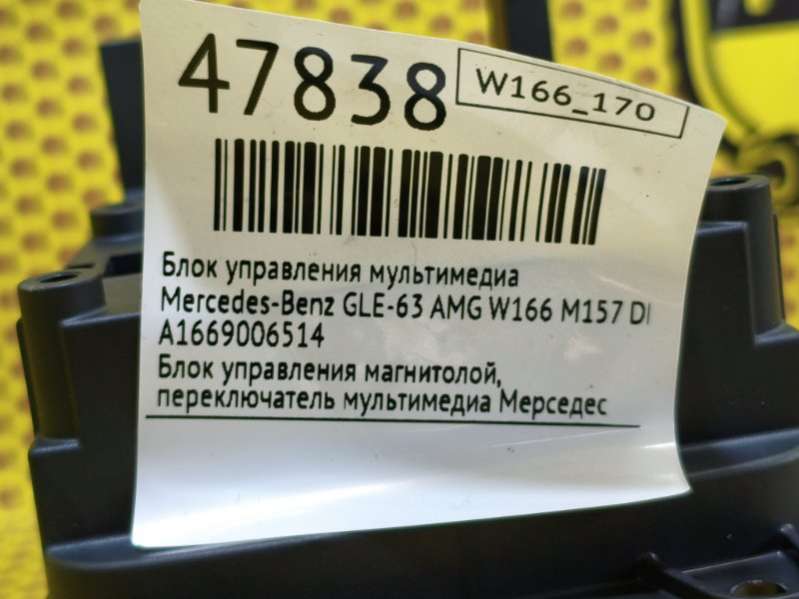 47838
W166_170
Блок управления мультимедиа
Mercedes-Benz GLE-63 AMG W166 M157 DI
A1669006514
Блок управления магнитолой,
переключатель мультимедиа Мерседес